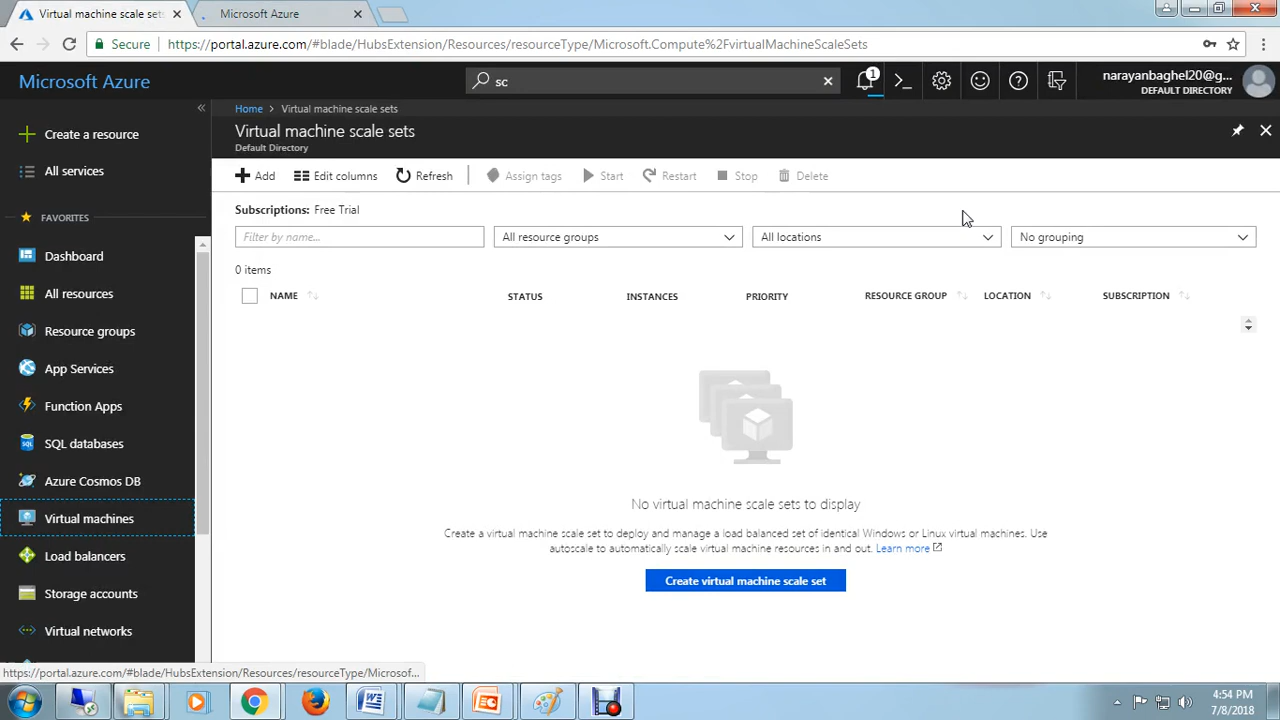 Virtual machine scale sets
Microsoft Azure
Secure
https://portal.azure.com/#blade/HubsExtension/Resources/resourceType/Microsoft.Compute%2FvirtualMachineScaleSets
Microsoft Azure
sc
1
narayanbaghel20@g...
DEFAULT DIRECTORY
Home > Virtual machine scale sets
Virtual machine scale sets
Default Directory
Create a resource
All services
FAVORITES
Dashboard
All resources
Resource groups
App Services
Function Apps
SQL databases
Azure Cosmos DB
Virtual machines
Load balancers
Storage accounts
Virtual networks
Add Edit columns Refresh Assign tags Start Restart Stop Delete
Subscriptions: Free Trial
Filter by name... All resource groups All locations No grouping
0 items
NAME STATUS INSTANCES PRIORITY RESOURCE GROUP LOCATION SUBSCRIPTION
No virtual machine scale sets to display
Create a virtual machine scale set to deploy and manage a load balanced set of identical Windows or Linux virtual machines. Use
autoscale to automatically scale virtual machine resources in and out. Learn more
Create virtual machine scale set
https://portal.azure.com/#blade/HubsExtension/Resources/resourceType/Microsof...
4:54 PM
7/8/2018